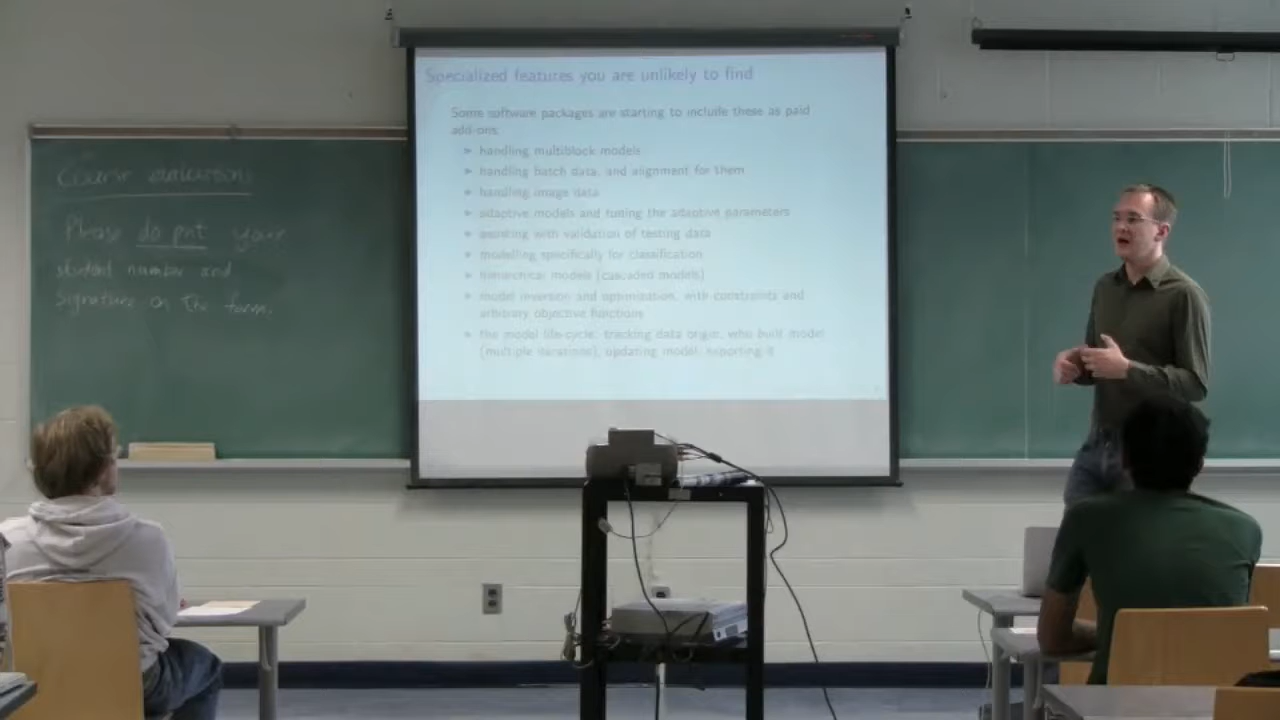 Course evaluations
Please do not your
student number and
signature on the form.
Specialized features you are unlikely to find
Some software packages are starting to include these as paid
add-ons:
► handling multiblock models
► handling batch data, and alignment for them
► handling image data
► adaptive models and tuning the adaptive parameters
► assisting with validation of testing data
► modelling specifically for classification
► hierarchical models (cascaded models)
► model inversion and optimization, with constraints and
arbitrary objective functions
► the model life-cycle: tracking data origin, who built model
(multiple iterations), updating model, exporting it